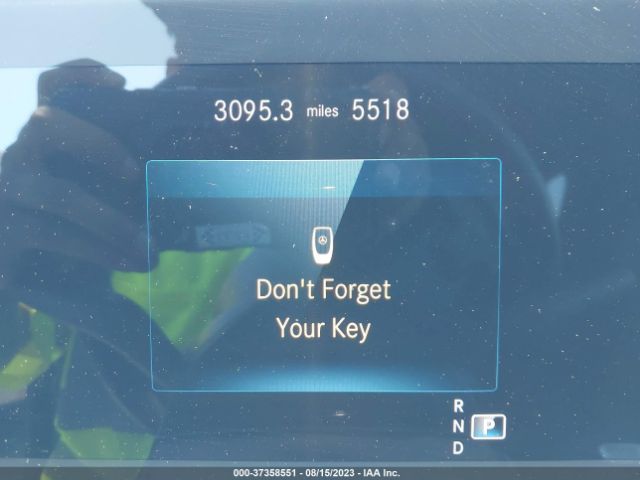 3095.3 miles 5518
Don't Forget
Your Key
R
N P
D
000-37358551 - 08/15/2023 - IAA Inc.